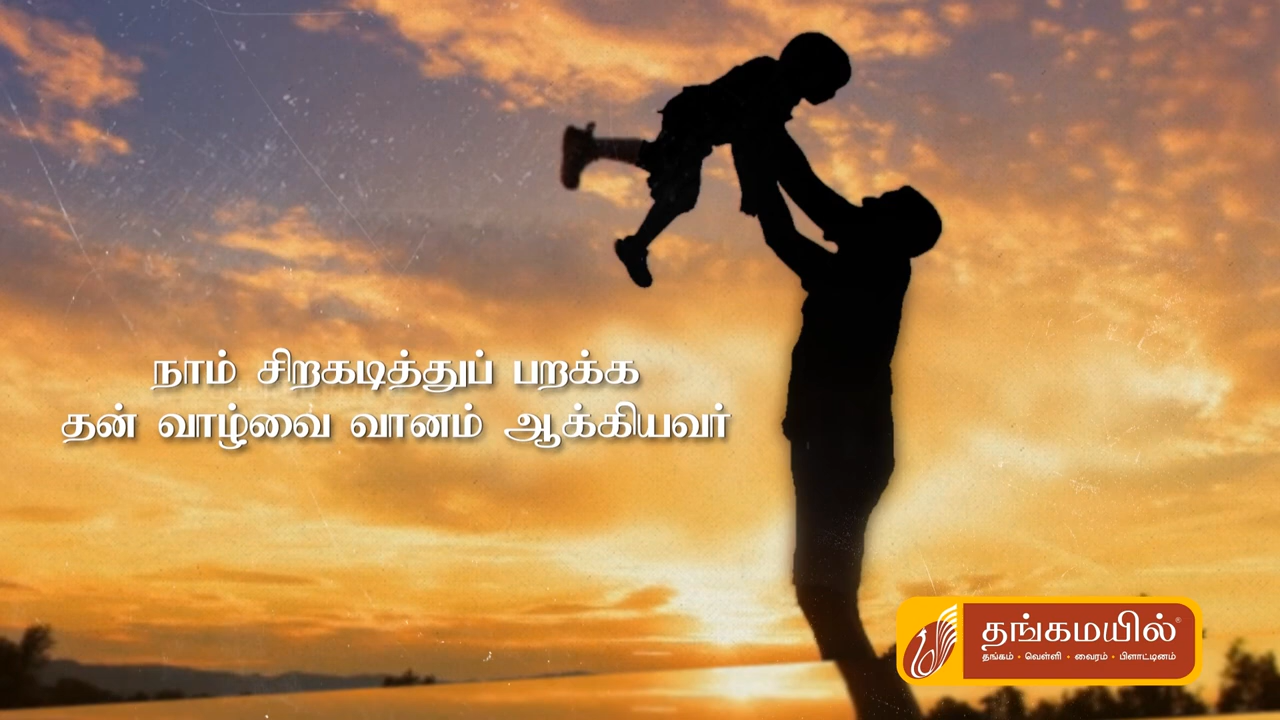 நாம் சிறகடித்துப் பறக்க
தன் வாழ்வை வானம் ஆக்கியவர்
தங்கமயில்®
தங்கம் • வெள்ளி • வைரம் • பிளாட்டினம்